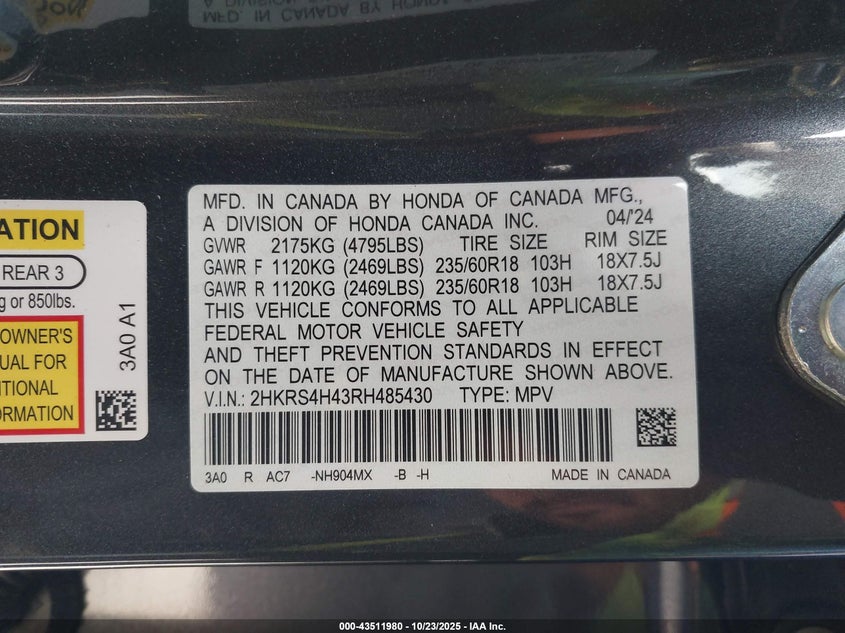 MFD. IN CANADA BY HONDA OF CANADA MFG.,
A DIVISION OF HONDA CANADA INC. 04/'24
GVWR 2175KG (4795LBS) TIRE SIZE RIM SIZE
GAWR F 1120KG (2469LBS) 235/60R18 103H 18X7.5J
GAWR R 1120KG (2469LBS) 235/60R18 103H 18X7.5J
THIS VEHICLE CONFORMS TO ALL APPLICABLE
FEDERAL MOTOR VEHICLE SAFETY
AND THEFT PREVENTION STANDARDS IN EFFECT
ON THE DATE OF MANUFACTURE SHOWN ABOVE.
V.I.N.: 2HKRS4H43RH485430 TYPE: MPV
3A0 R AC7 -NH904MX -B -H MADE IN CANADA
ATION
REAR 3
g or 850lbs.
OWNER'S
UAL FOR
ITIONAL
ORMATION
3A0 A1
000-43511980 - 10/23/2025 - IAA Inc.